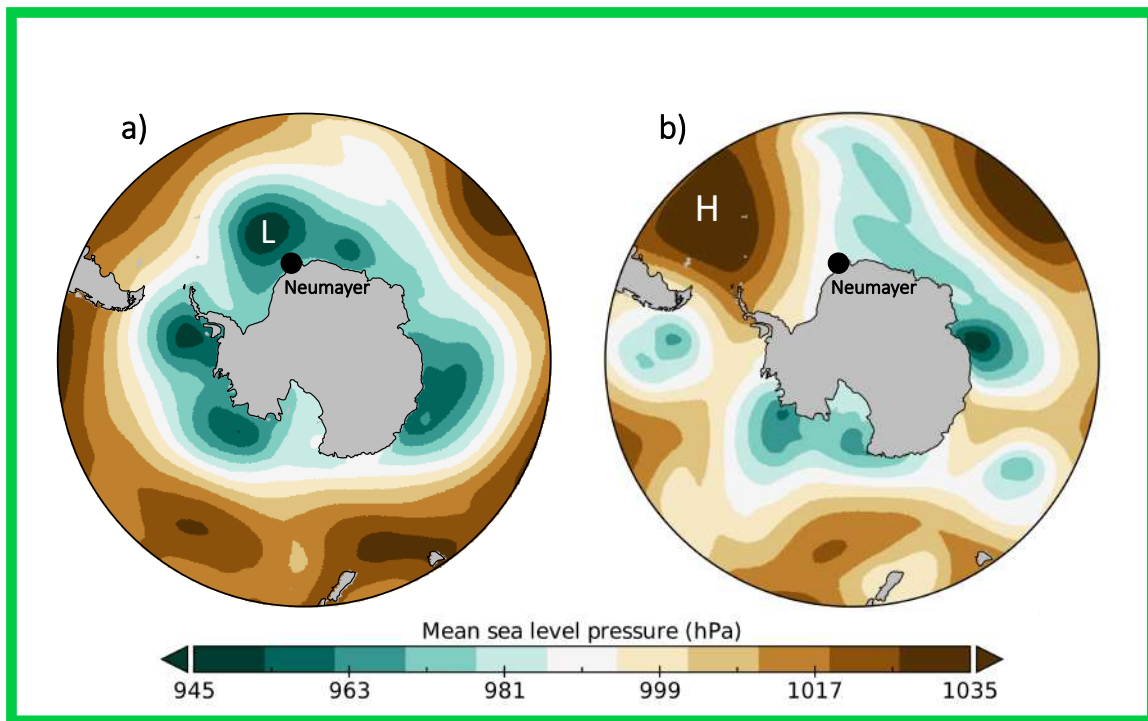 a)
b)
L
H
Neumayer
Neumayer
Mean sea level pressure (hPa)
945 963 981 999 1017 1035